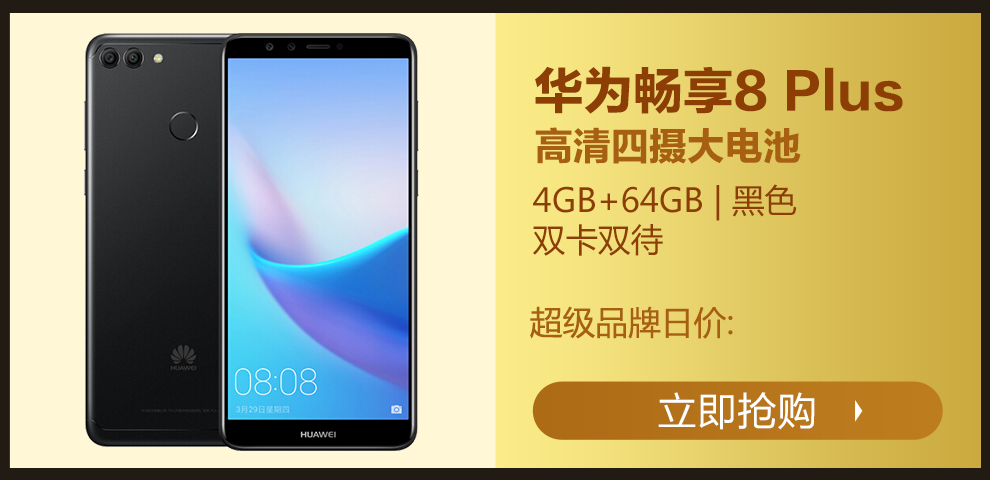 HUAWEI
08:08
3月29日星期四
HUAWEI
华为畅享8 Plus
高清四摄大电池
4GB+64GB | 黑色
双卡双待
超级品牌日价:
立即抢购